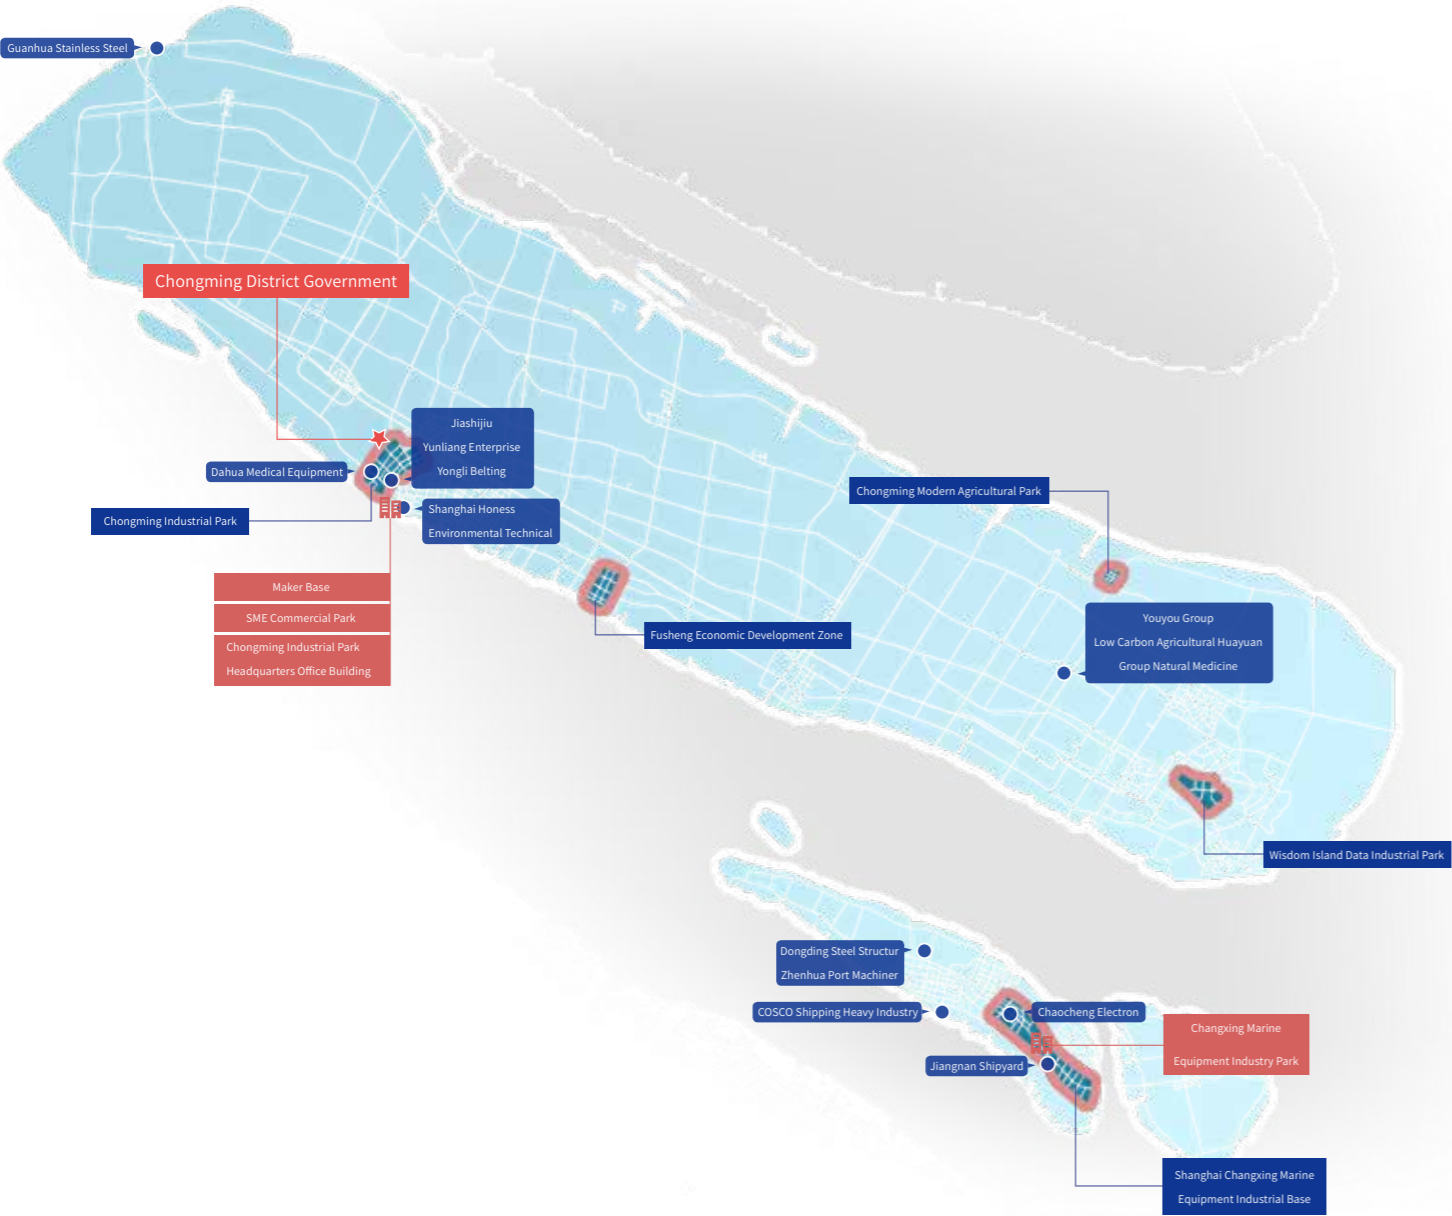 Guanhua Stainless Steel
Chongming District Government
Jiashijiu
Yunliang Enterprise
Yongli Belting
Dahua Medical Equipment
Chongming Industrial Park
Shanghai Honess
Environmental Technical
Maker Base
SME Commercial Park
Chongming Industrial Park
Headquarters Office Building
Chongming Modern Agricultural Park
Fusheng Economic Development Zone
Youyou Group
Low Carbon Agricultural Huayuan
Group Natural Medicine
Wisdom Island Data Industrial Park
Dongding Steel Structur
Zhenhua Port Machiner
COSCO Shipping Heavy Industry
Chaocheng Electron
Changxing Marine
Equipment Industry Park
Jiangnan Shipyard
Shanghai Changxing Marine
Equipment Industrial Base